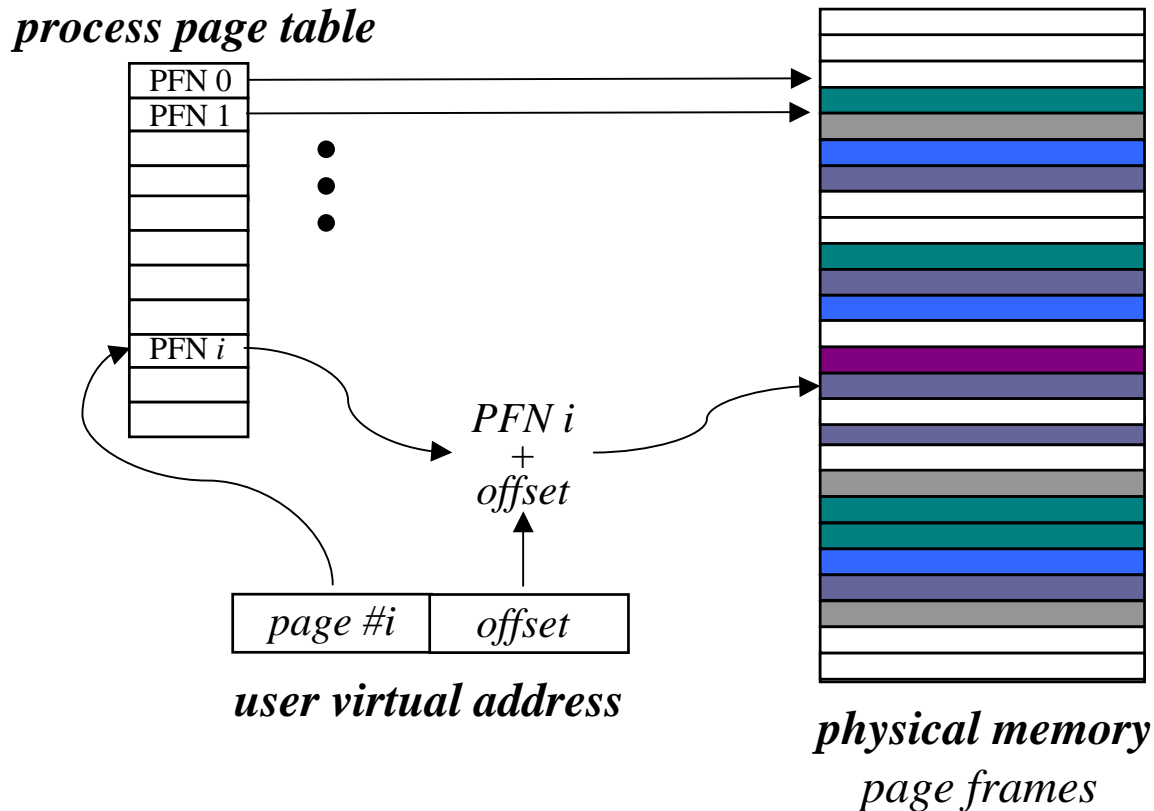 process page table
PFN 0
PFN 1
PFN i
PFN i
+
offset
page #i
offset
user virtual address
physical memory
page frames